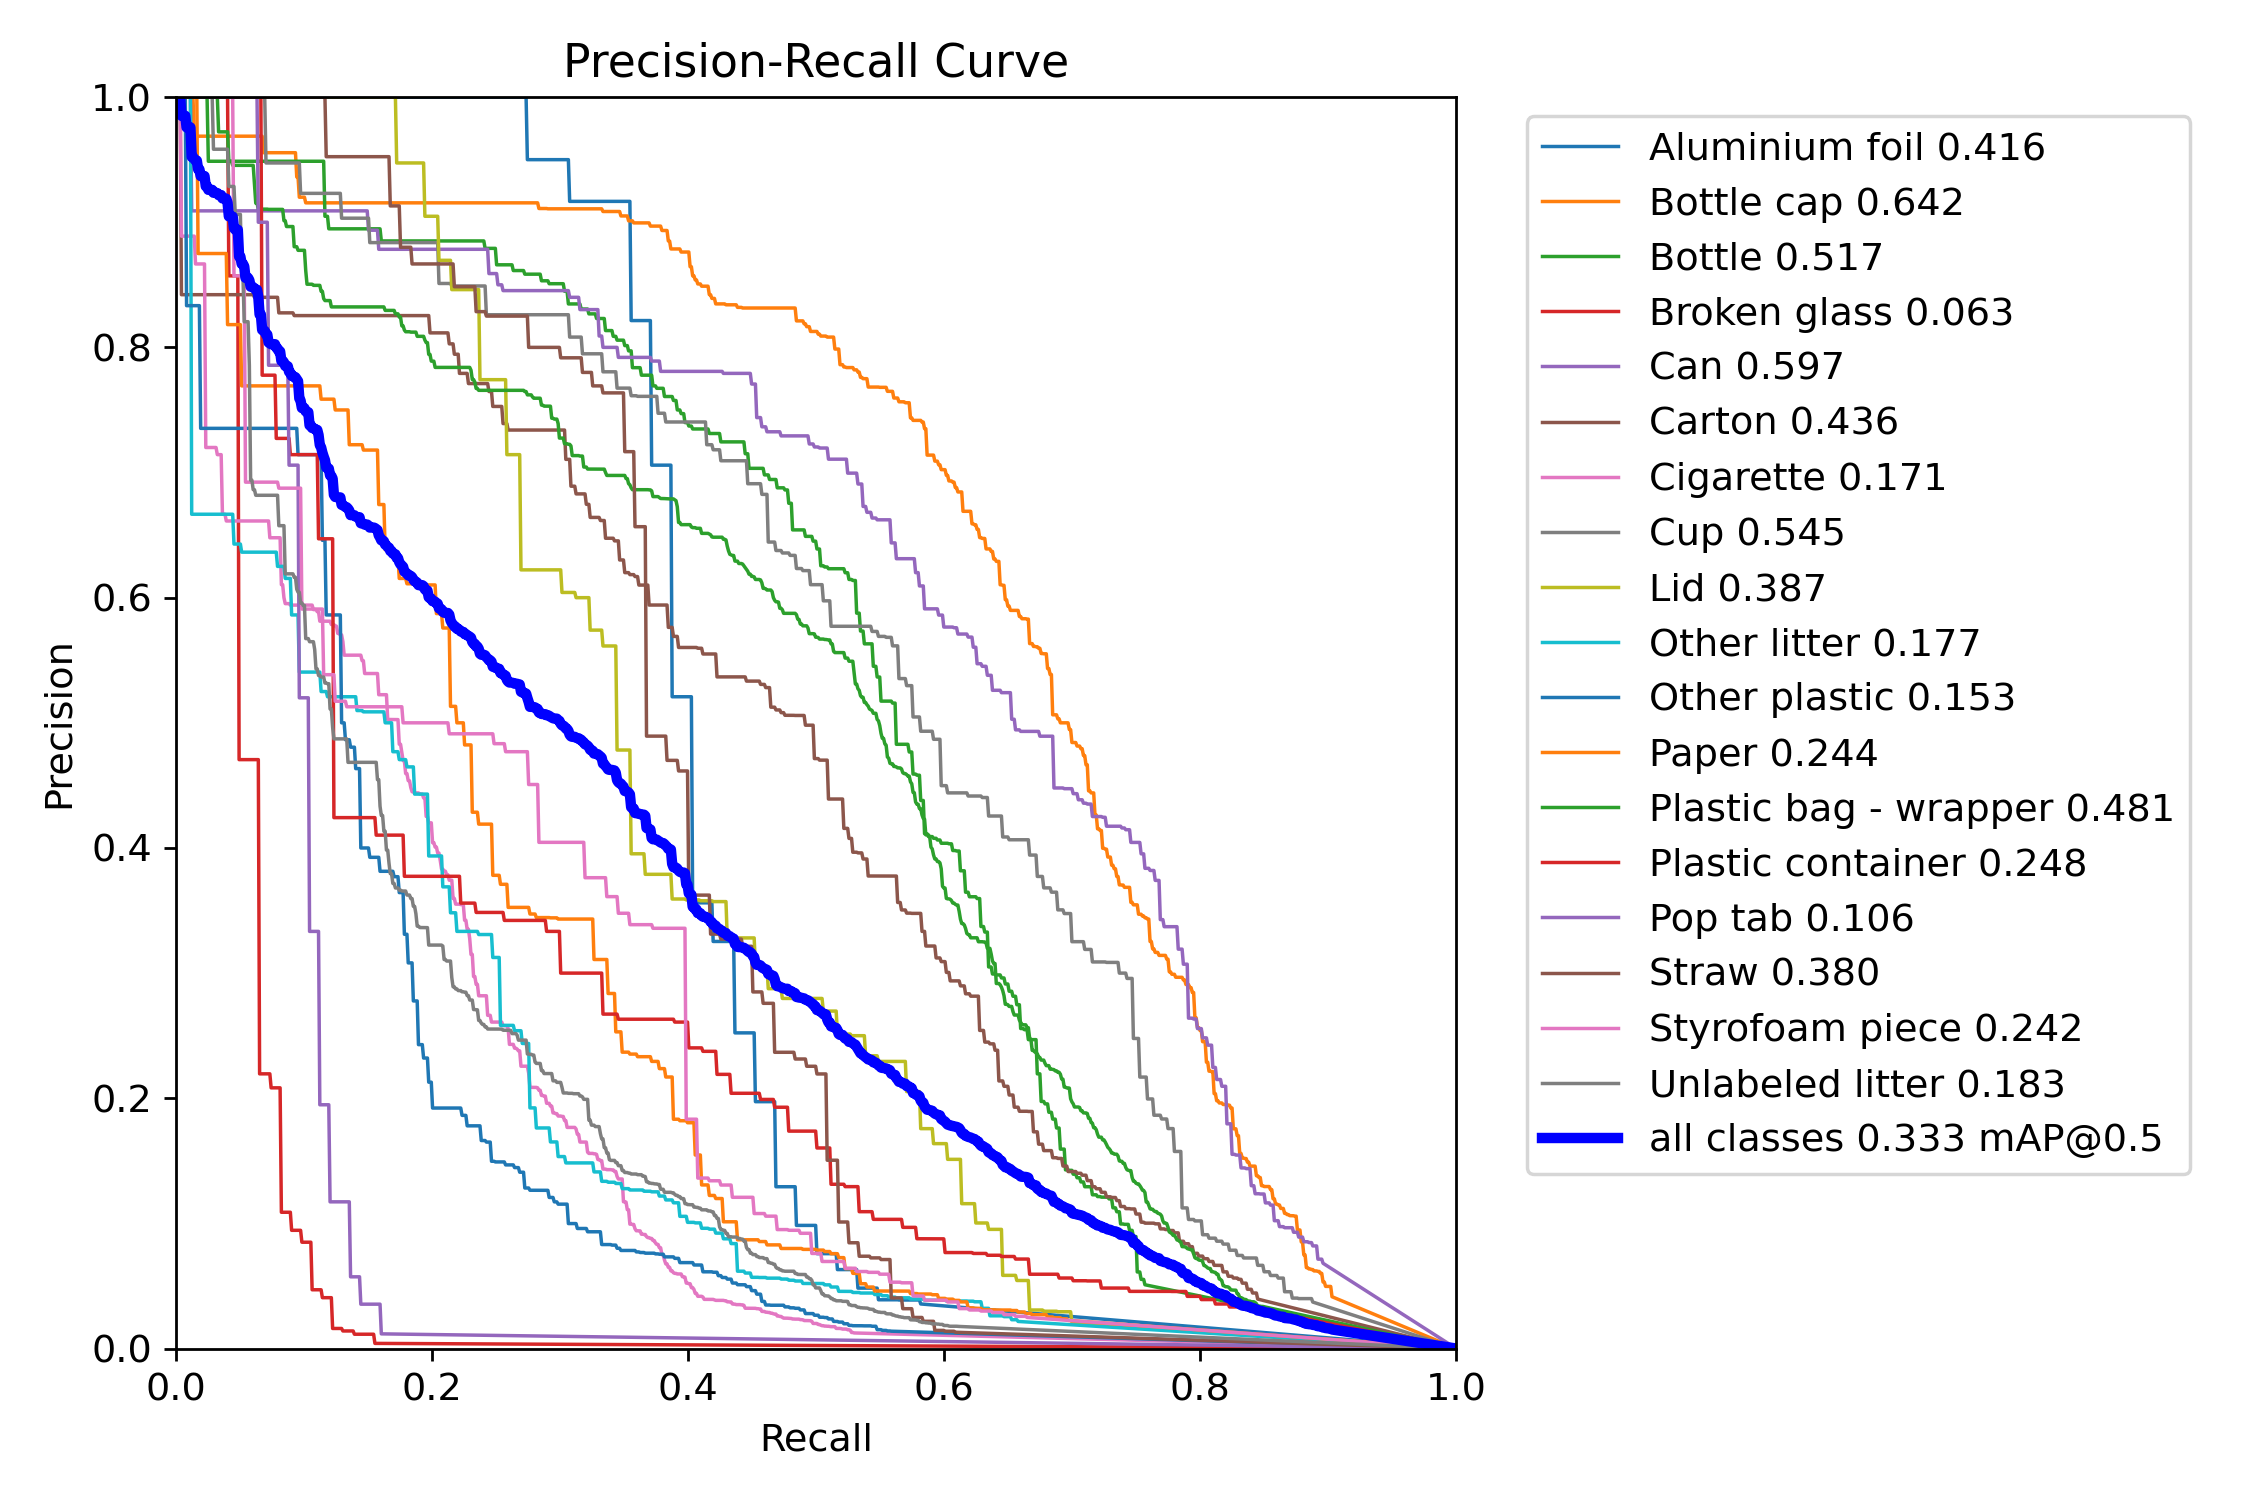 Precision-Recall Curve
1.0
0.8
0.6
0.4
0.2
0.0
Precision
0.0 0.2 0.4 0.6 0.8 1.0
Recall
Aluminium foil 0.416
Bottle cap 0.642
Bottle 0.517
Broken glass 0.063
Can 0.597
Carton 0.436
Cigarette 0.171
Cup 0.545
Lid 0.387
Other litter 0.177
Other plastic 0.153
Paper 0.244
Plastic bag - wrapper 0.481
Plastic container 0.248
Pop tab 0.106
Straw 0.380
Styrofoam piece 0.242
Unlabeled litter 0.183
all classes 0.333 mAP@0.5